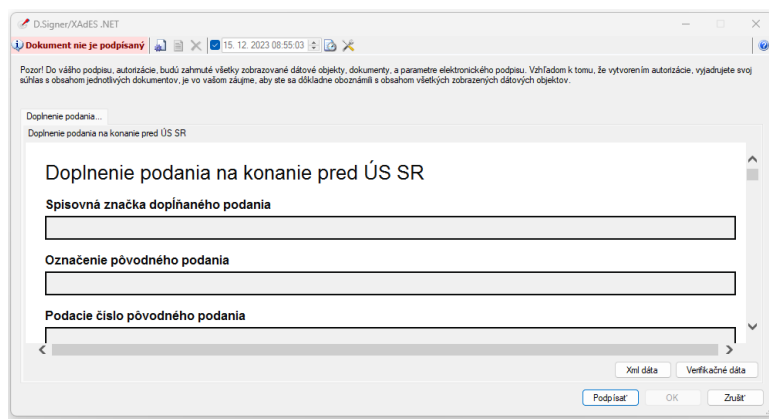 D.Signer/XAdES .NET
Dokument nie je podpísaný 15. 12. 2023 08:55:03
Pozor! Do vášho podpisu, autorizácie, budú zahrnuté všetky zobrazované dátové objekty, dokumenty, a parametre elektronického podpisu. Vzhľadom k tomu, že vytvorením autorizácie, vyjadrujete svoj
súhlas s obsahom jednotlivých dokumentov, je vo vašom záujme, aby ste sa dôkladne oboznámili s obsahom všetkých zobrazených dátových objektov.
Doplnenie podania...
Doplnenie podania na konanie pred ÚS SR
Doplnenie podania na konanie pred ÚS SR
Spisovná značka dopĺňaného podania
Označenie pôvodného podania
Podacie číslo pôvodného podania
Xml dáta Verifikačné dáta
Podpísať OK Zrušiť